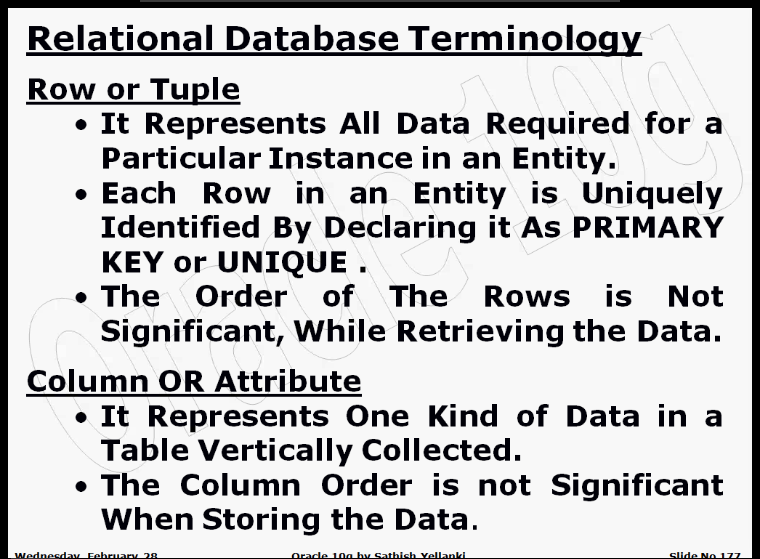 Relational Database Terminology
Row or Tuple
• It Represents All Data Required for a
Particular Instance in an Entity.
• Each Row in an Entity is Uniquely
Identified By Declaring it As PRIMARY
KEY or UNIQUE .
• The Order of The Rows is Not
Significant, While Retrieving the Data.
Column OR Attribute
• It Represents One Kind of Data in a
Table Vertically Collected.
• The Column Order is not Significant
When Storing the Data.
Oracle 10g
Wednesday, February 28 Oracle 10g by Sathish Yellanki Slide No 177